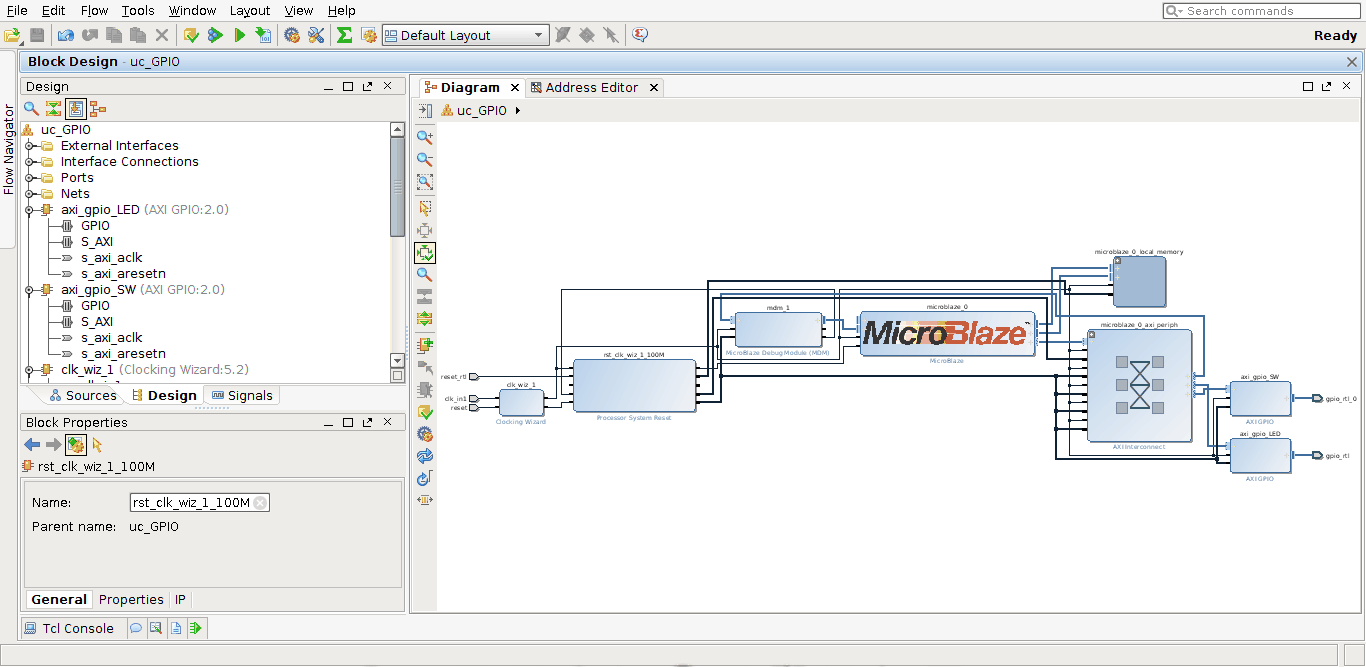 File Edit Flow Tools Window Layout View Help
Search commands
Default Layout
Ready
Block Design - uc_GPIO
Flow Navigator
Design
uc_GPIO
External Interfaces
Interface Connections
Ports
Nets
axi_gpio_LED (AXI GPIO:2.0)
GPIO
S_AXI
s_axi_aclk
s_axi_aresetn
axi_gpio_SW (AXI GPIO:2.0)
GPIO
S_AXI
s_axi_aclk
s_axi_aresetn
clk_wiz_1 (Clocking Wizard:5.2)
Sources Design Signals
Block Properties
rst_clk_wiz_1_100M
Name: rst_clk_wiz_1_100M
Parent name: uc_GPIO
General Properties IP
Tcl Console
Diagram Address Editor
uc_GPIO
microblaze_0_local_memory
mdm_1
MicroBlaze Debug Module (MDM)
microblaze_0
MicroBlaze
MicroBlaze
microblaze_0_axi_periph
AXI Interconnect
rst_clk_wiz_1_100M
Processor System Reset
reset_rtl
clk_in1
reset
clk_wiz_1
Clocking Wizard
axi_gpio_SW
AXI GPIO
gpio_rtl_0
axi_gpio_LED
AXI GPIO
gpio_rtl